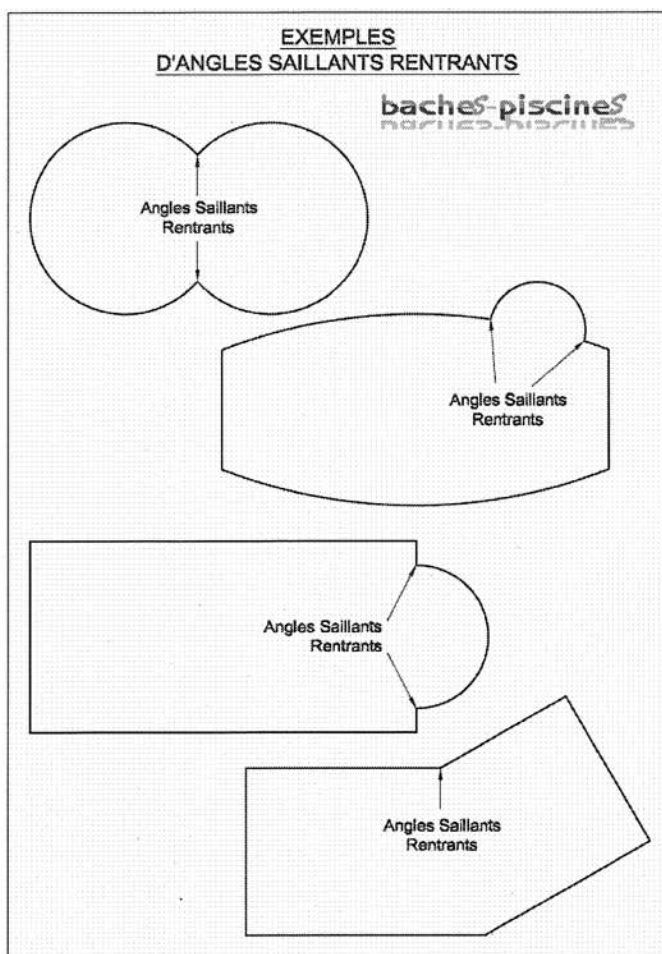 EXEMPLES
D'ANGLES SAILLANTS RENTRANTS
baches-piscines
Angles Saillants
Rentrants
Angles Saillants
Rentrants
Angles Saillants
Rentrants
Angles Saillants
Rentrants